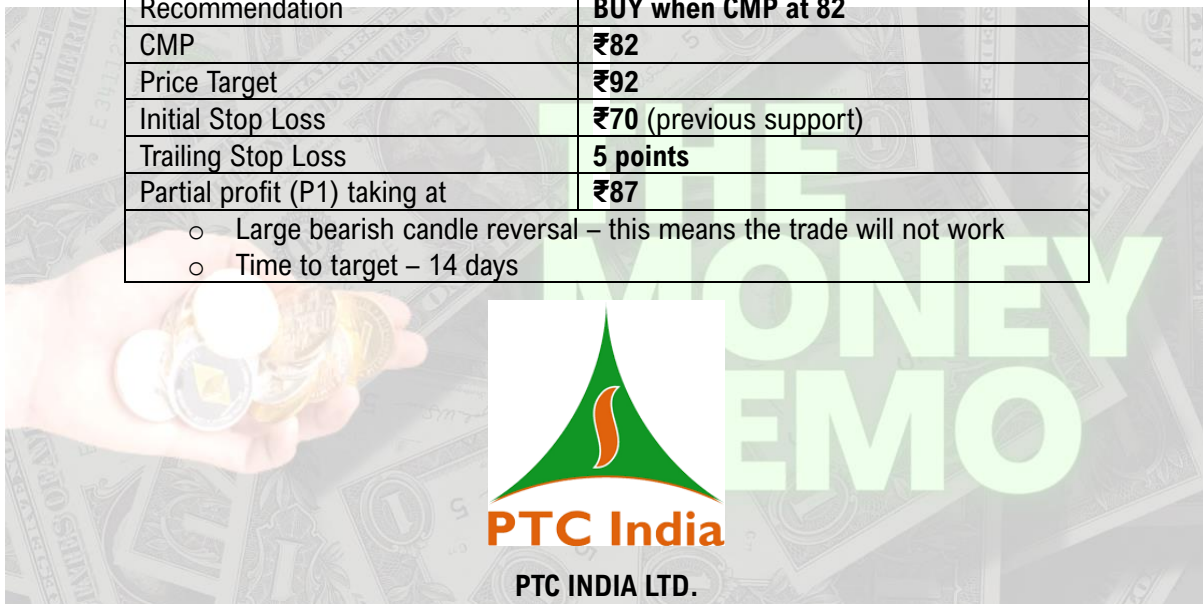 Recommendation BUY when CMP at 82
CMP ₹82
Price Target ₹92
Initial Stop Loss ₹70 (previous support)
Trailing Stop Loss 5 points
Partial profit (P1) taking at ₹87
o Large bearish candle reversal – this means the trade will not work
o Time to target – 14 days
THE
MONEY
EMO
PTC India
PTC INDIA LTD.